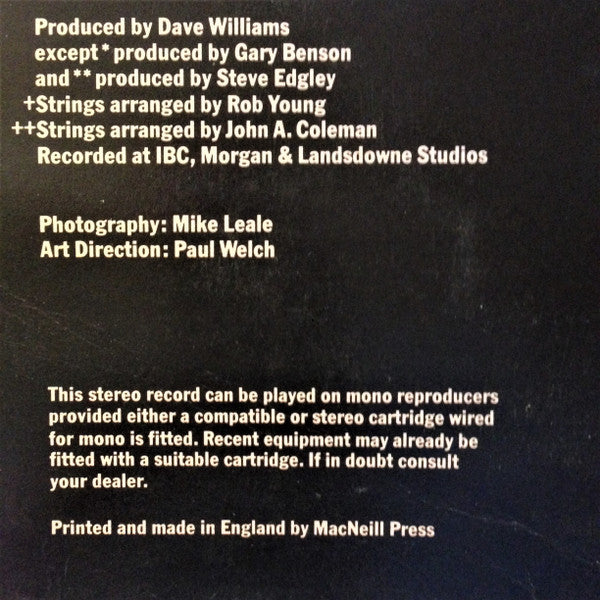 Produced by Dave Williams
except* produced by Gary Benson
and ** produced by Steve Edgley
+Strings arranged by Rob Young
++Strings arranged by John A. Coleman
Recorded at IBC, Morgan & Landsdowne Studios
Photography: Mike Leale
Art Direction: Paul Welch
This stereo record can be played on mono reproducers
provided either a compatible or stereo cartridge wired
for mono is fitted. Recent equipment may already be
fitted with a suitable cartridge. If in doubt consult
your dealer.
Printed and made in England by MacNeill Press